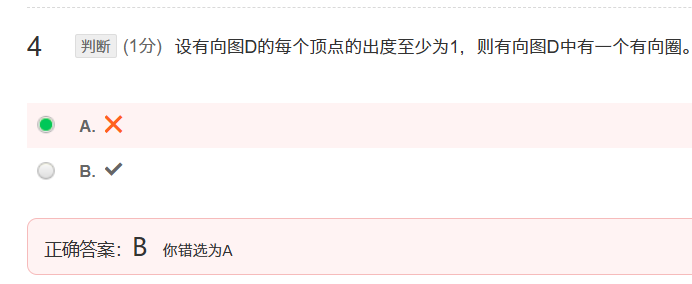 4 判断 (1分) 设有向图D的每个顶点的出度至少为1，则有向图D中有一个有向圈。
A. ✕
B. ✓
正确答案：B 你错选为A